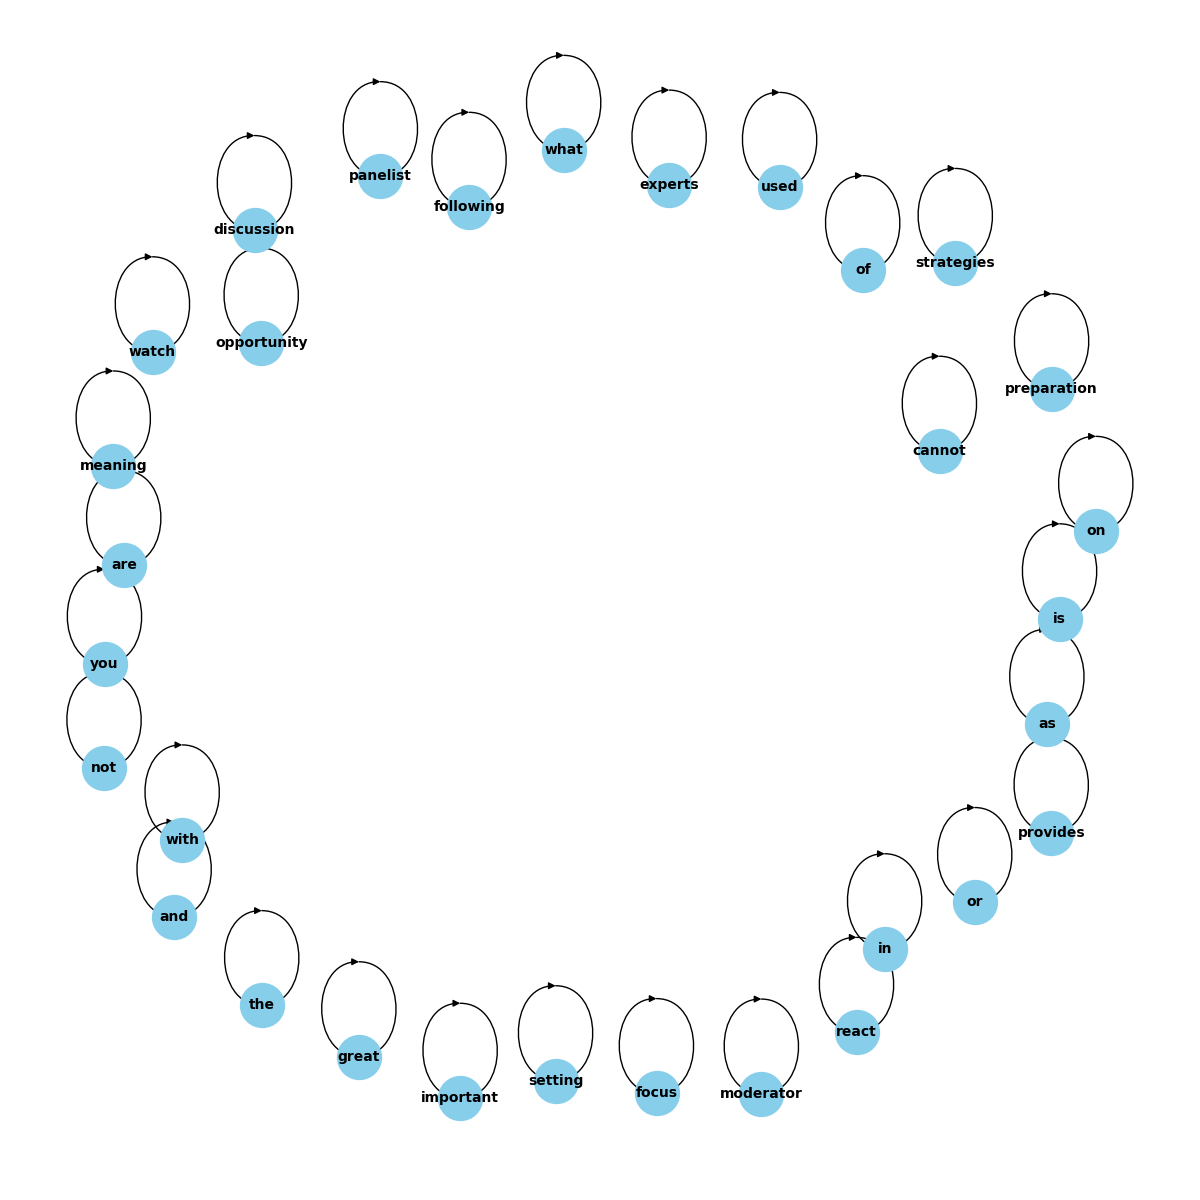 what
panelist
experts
used
following
discussion
strategies
of
opportunity
watch
preparation
cannot
meaning
on
are
is
you
as
not
provides
with
or
and
in
the
react
great
setting
focus
moderator
important